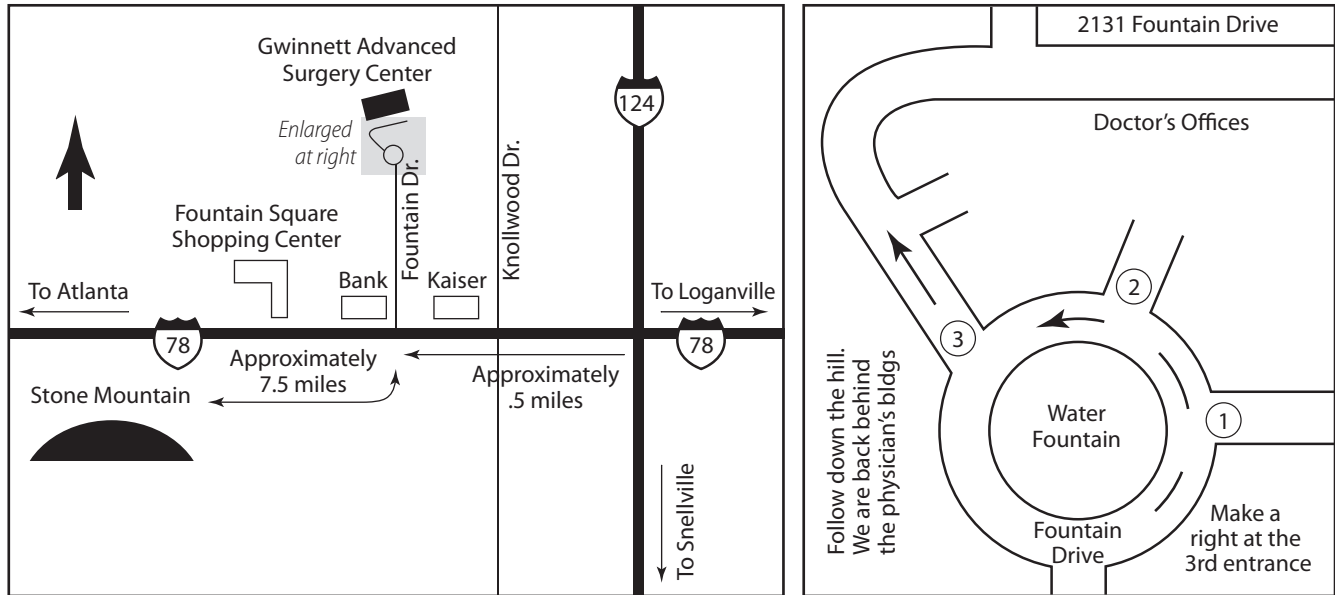 Gwinnett Advanced
Surgery Center
124
Enlarged
at right
Fountain Dr.
Knollwood Dr.
Fountain Square
Shopping Center
Bank
Kaiser
To Atlanta
To Loganville
78
78
Approximately
7.5 miles
Approximately
.5 miles
Stone Mountain
To Snellville
2131 Fountain Drive
Doctor's Offices
2
3
1
Water
Fountain
Follow down the hill.
We are back behind
the physician's bldgs
Fountain
Drive
Make a
right at the
3rd entrance